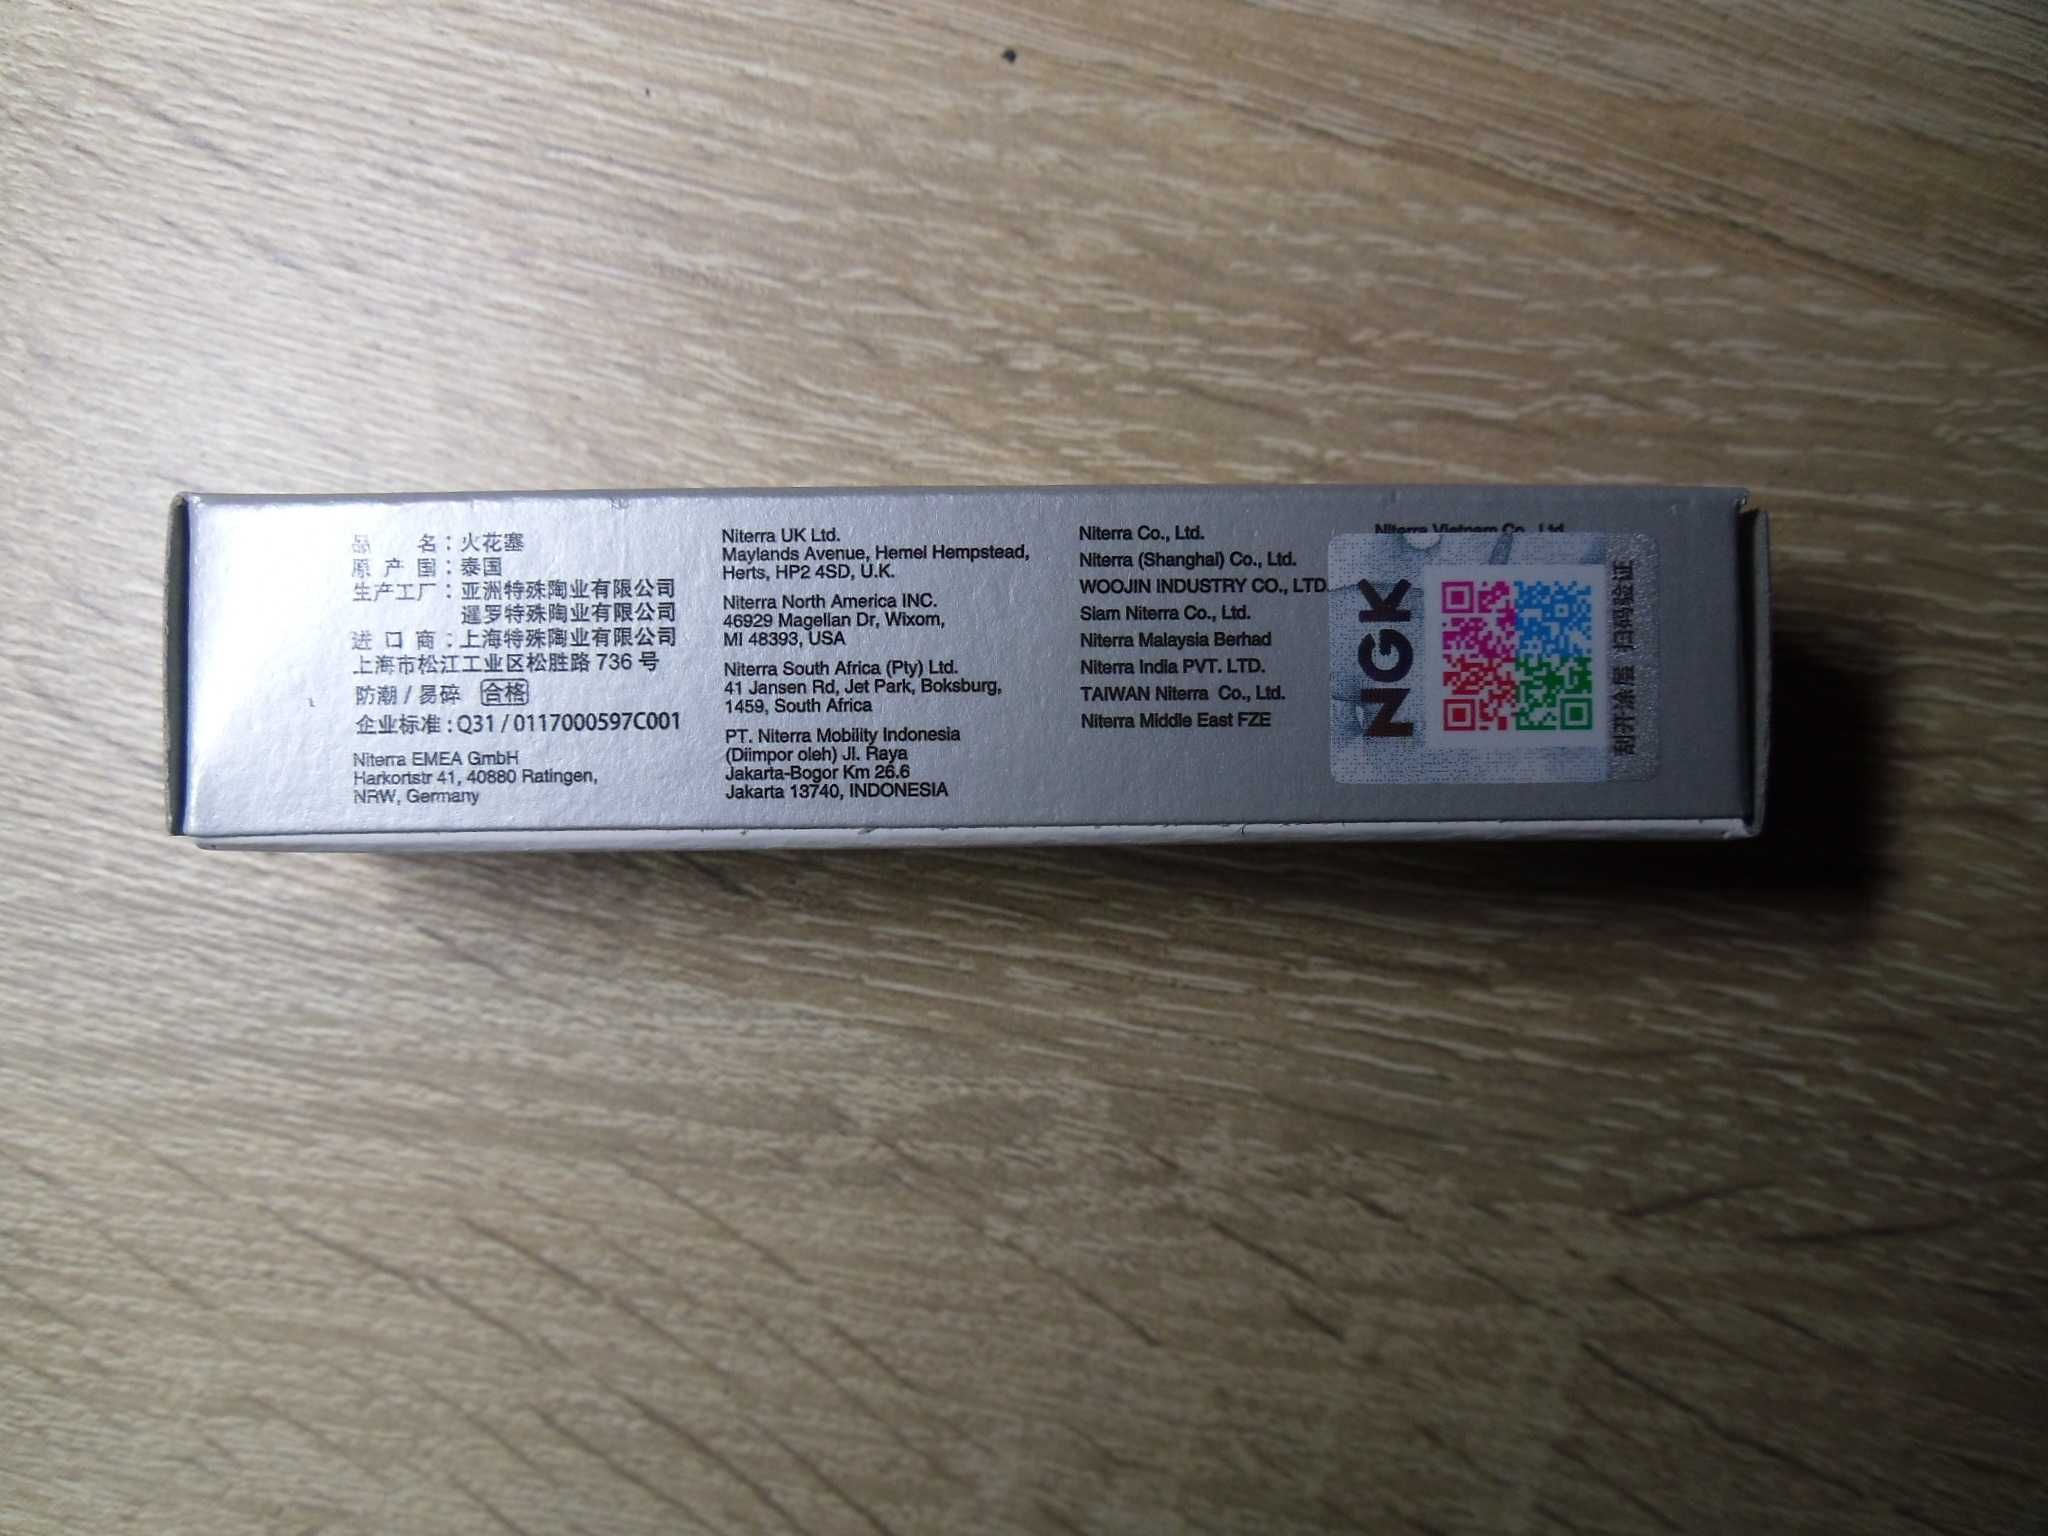 品 名：火花塞
原 产 国：泰国
生产工厂：亚洲特殊陶业有限公司
暹罗特殊陶业有限公司
进 口 商：上海特殊陶业有限公司
上海市松江工业区松胜路 736 号
防潮 / 易碎 合格
企业标准：Q31 / 0117000597C001
Niterra EMEA GmbH
Harkortstr 41, 40880 Ratingen,
NRW, Germany
Niterra UK Ltd.
Maylands Avenue, Hemel Hempstead,
Herts, HP2 4SD, U.K.
Niterra North America INC.
46929 Magellan Dr, Wixom,
MI 48393, USA
Niterra South Africa (Pty) Ltd.
41 Jansen Rd, Jet Park, Boksburg,
1459, South Africa
PT. Niterra Mobility Indonesia
(Diimpor oleh) Jl. Raya
Jakarta-Bogor Km 26.6
Jakarta 13740, INDONESIA
Niterra Co., Ltd.
Niterra (Shanghai) Co., Ltd.
WOOJIN INDUSTRY CO., LTD.
Siam Niterra Co., Ltd.
Niterra Malaysia Berhad
Niterra India PVT. LTD.
TAIWAN Niterra Co., Ltd.
Niterra Middle East FZE
Niterra Vietnam Co., Ltd.
NGK
刮开涂层 扫码验证